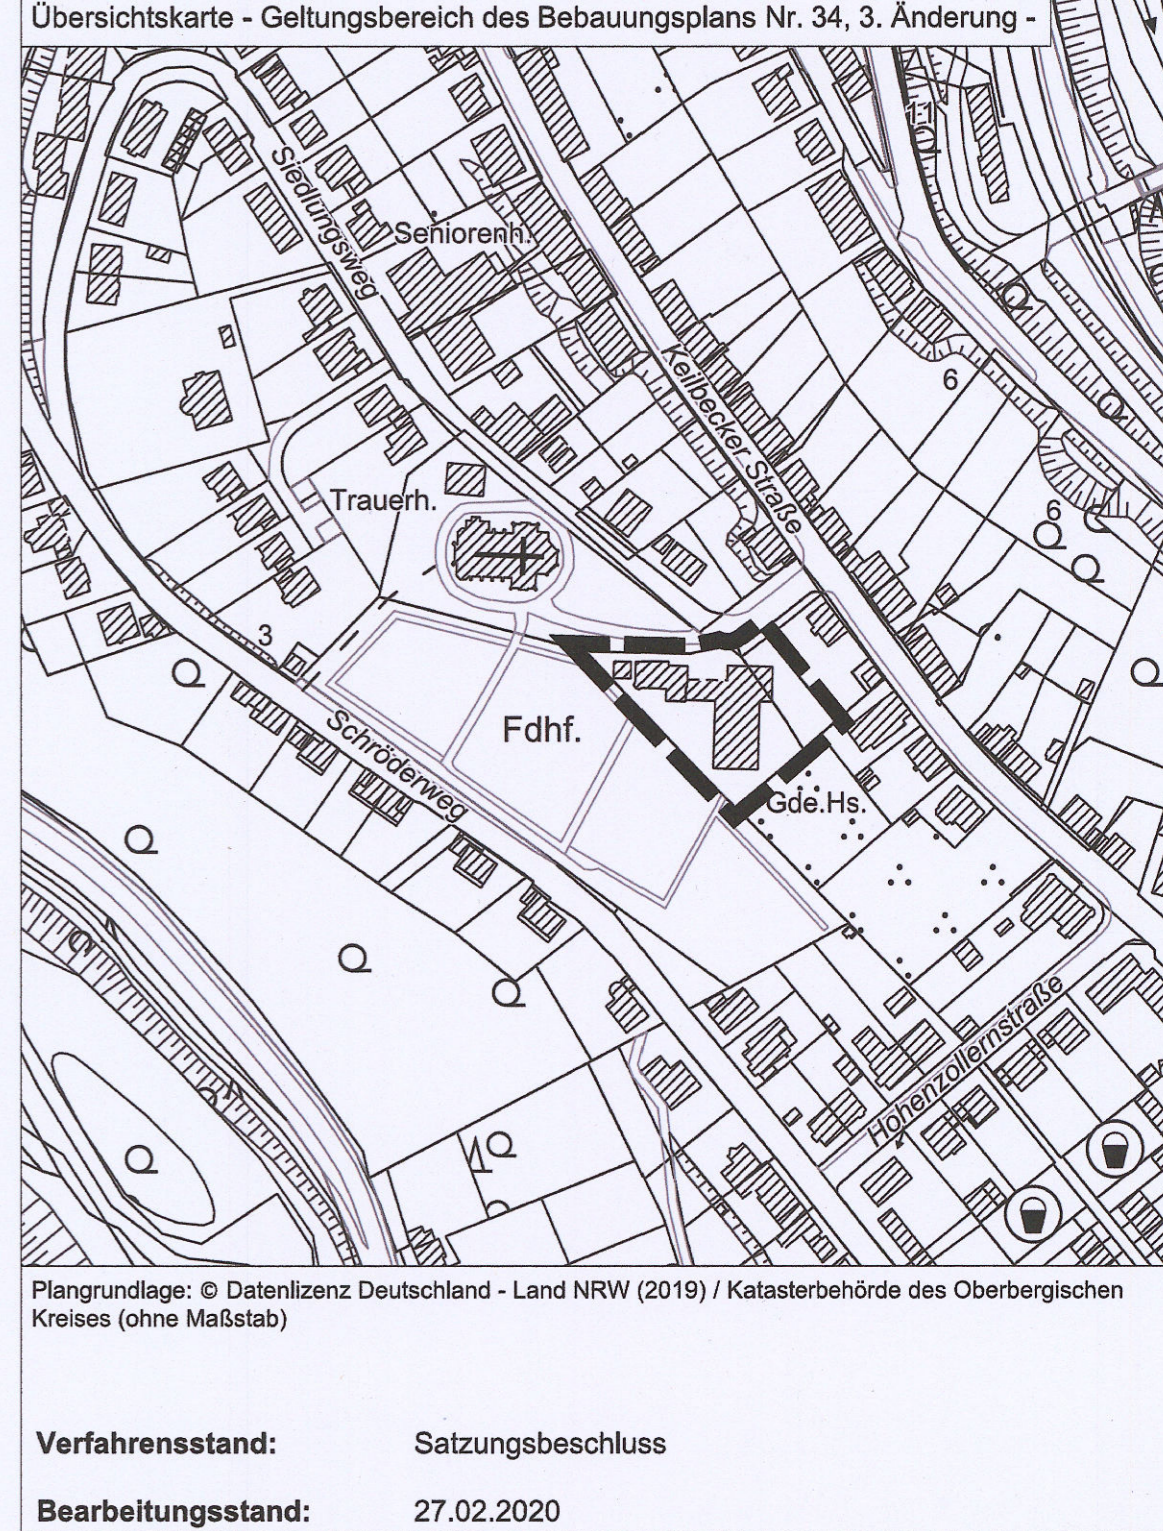 Übersichtskarte - Geltungsbereich des Bebauungsplans Nr. 34, 3. Änderung -
11
Siedlungsweg
Seniorenh.
Keilbecker Straße
6
Trauerh.
6
3
Fdhf.
Schröderweg
Gde.Hs.
Hohenzollernstraße
Plangrundlage: © Datenlizenz Deutschland - Land NRW (2019) / Katasterbehörde des Oberbergischen
Kreises (ohne Maßstab)
Verfahrensstand: Satzungsbeschluss
Bearbeitungsstand: 27.02.2020